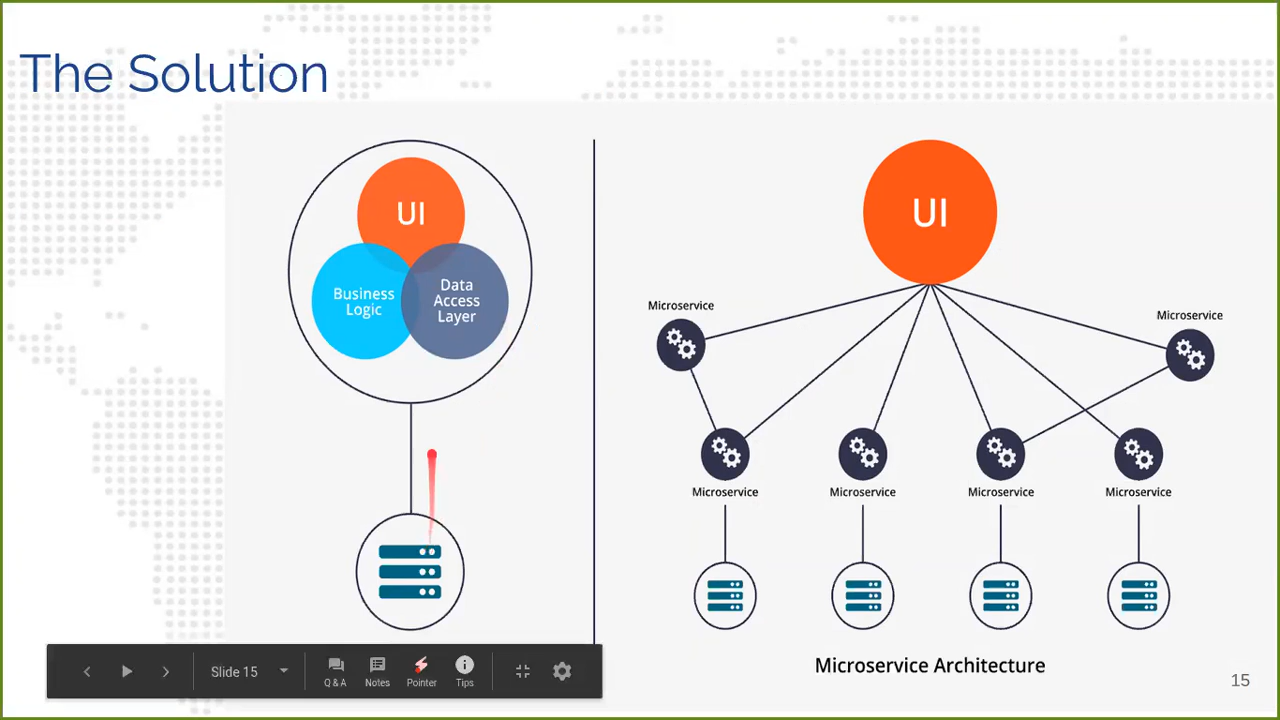 The Solution
UI
Business
Logic
Data
Access
Layer
UI
Microservice
Microservice
Microservice
Microservice
Microservice
Microservice
Microservice Architecture
Slide 15
Q & A
Notes
Pointer
Tips
15